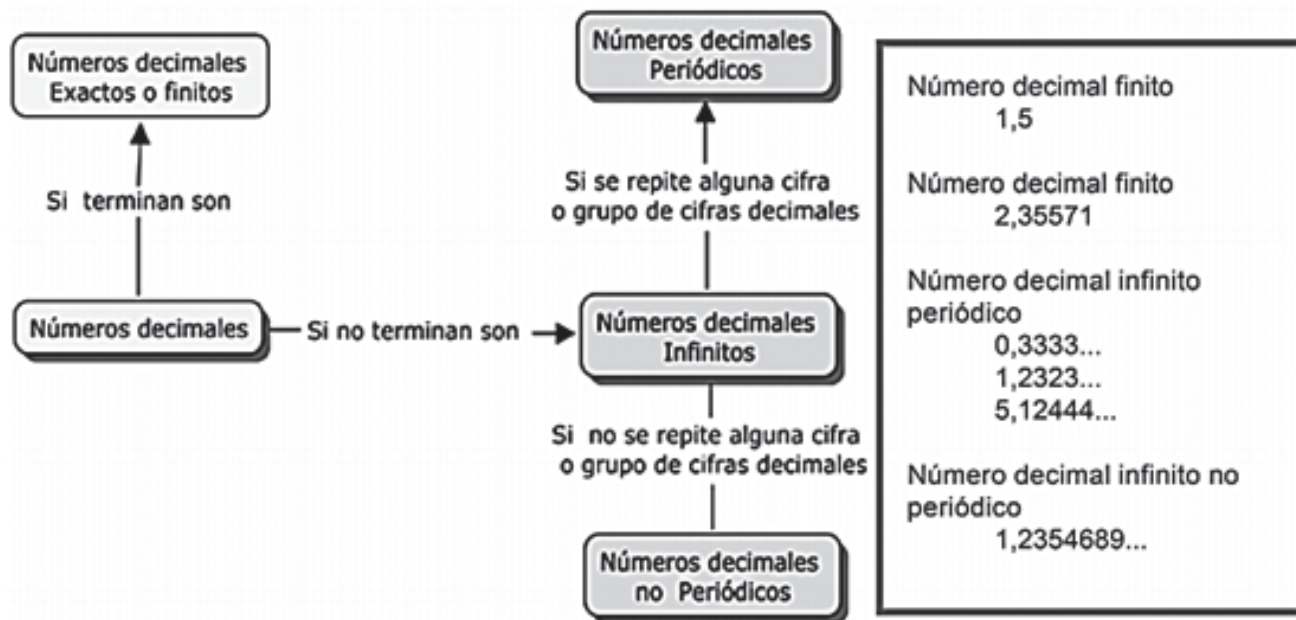 Números decimales
Exactos o finitos
Si terminan son
Números decimales
Si no terminan son
Números decimales
Periódicos
Si se repite alguna cifra
o grupo de cifras decimales
Números decimales
Infinitos
Si no se repite alguna cifra
o grupo de cifras decimales
Números decimales
no Periódicos
Número decimal finito
1,5
Número decimal finito
2,35571
Número decimal infinito
periódico
0,3333...
1,2323...
5,12444...
Número decimal infinito no
periódico
1,2354689...